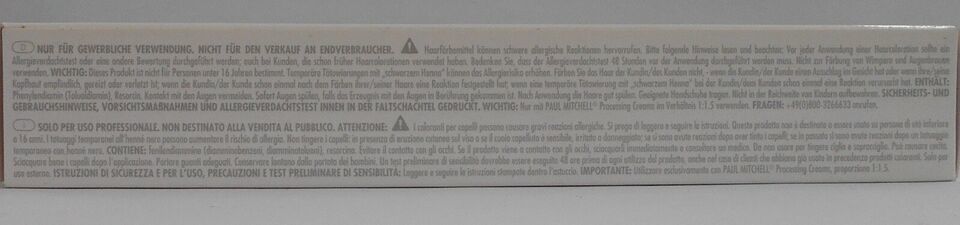 D NUR FÜR GEWERBLICHE VERWENDUNG. NICHT FÜR DEN VERKAUF AN ENDVERBRAUCHER. Haarfärbemittel können schwere allergische Reaktionen hervorrufen. Bitte folgende Hinweise lesen und beachten: Vor jeder Anwendung einer Haarcoloration sollte ein
Allergieverdachtstest oder eine andere Bewertung durchgeführt werden; auch bei Kunden, die schon früher Haarcolorationen verwendet haben. Bedenken Sie, dass der Allergieverdachtstest 48 Stunden vor der Anwendung durchgeführt werden muss. Nicht zur Färbung von Wimpern und Augenbrauen
verwenden. WICHTIG: Dieses Produkt ist nicht für Personen unter 16 Jahren bestimmt. Temporäre Tätowierungen mit „schwarzem Henna" können das Allergierisiko erhöhen. Färben Sie das Haar der Kundin/des Kunden nicht, - wenn die Kundin/der Kunde einen Ausschlag im Gesicht hat oder wenn ihre/seine
Kopfhaut empfindlich, gereizt oder verletzt ist; wenn die Kundin/der Kunde schon einmal nach dem Färben ihrer/seiner Haare eine Reaktion festgestellt hat; wenn eine temporäre Tätowierung mit „schwarzem Henna" bei der Kundin/dem Kunden schon einmal eine Reaktion verursacht hat. ENTHÄLT:
Phenylendiamine (Toluoldiamine), Resorcin. Kontakt mit den Augen vermeiden. Sofort Augen spülen, falls das Erzeugnis mit den Augen in Berührung gekommen ist. Nach Anwendung die Haare gut spülen. Geeignete Handschuhe tragen. Nicht in die Reichweite von Kindern aufbewahren. SICHERHEITS- UND
GEBRAUCHSHINWEISE, VORSICHTSMAßNAHMEN UND ALLERGIEVERDACHTSTEST INNEN IN DER FALTSCHACHTEL GEDRUCKT. WICHTIG: Nur mit PAUL MITCHELL® Processing Creams im Verhältnis 1:1.5 verwenden. FRAGEN: +49(0)800-3266633 anrufen.
I SOLO PER USO PROFESSIONALE. NON DESTINATO ALLA VENDITA AL PUBBLICO. ATTENZIONE: I coloranti per capelli possono causare gravi reazioni allergiche. Si prega di leggere e seguire le istruzioni. Questo prodotto non è destinato a essere usato su persone di età inferiore
a 16 anni. I tatuaggi temporanei all'henné nero possono aumentare il rischio di allergia. Non tingere i capelli: in presenza di eruzione cutanea sul viso o se il cuoio capelluto è sensibile, irritato o danneggiato; se si sono avute reazioni dopo aver tinto i capelli; se in passato si sono avute reazioni dopo un tatuaggio
temporaneo con henné nero. CONTIENE: fenilendiammine (diamminobenzeni), (diamminotolueni), resorcina. Evitare il contatto con gli occhi. Se il prodotto viene a contatto con gli occhi, sciacquarli immediatamente o consultare un medico. Da non usare per tingere ciglia e sopracciglia. Può causare cecità.
Sciacquare bene i capelli dopo l'applicazione. Portare guanti adeguati. Conservare lontano dalla portata dei bambini. Un test preliminare di sensibilità dovrebbe essere eseguito 48 ore prima di ogni utilizzo del prodotto, anche nel caso di clienti che abbiano già usato in precedenza prodotti coloranti. Solo per
uso esterno. ISTRUZIONI DI SICUREZZA E PER L'USO, PRECAUZIONI E TEST PRELIMINARE DI SENSIBILITÀ: Leggere e seguire le istruzioni stampate dentro l'astuccio. IMPORTANTE: Utilizzare esclusivamente con PAUL MITCHELL® Processing Creams, proporzione 1:1.5.